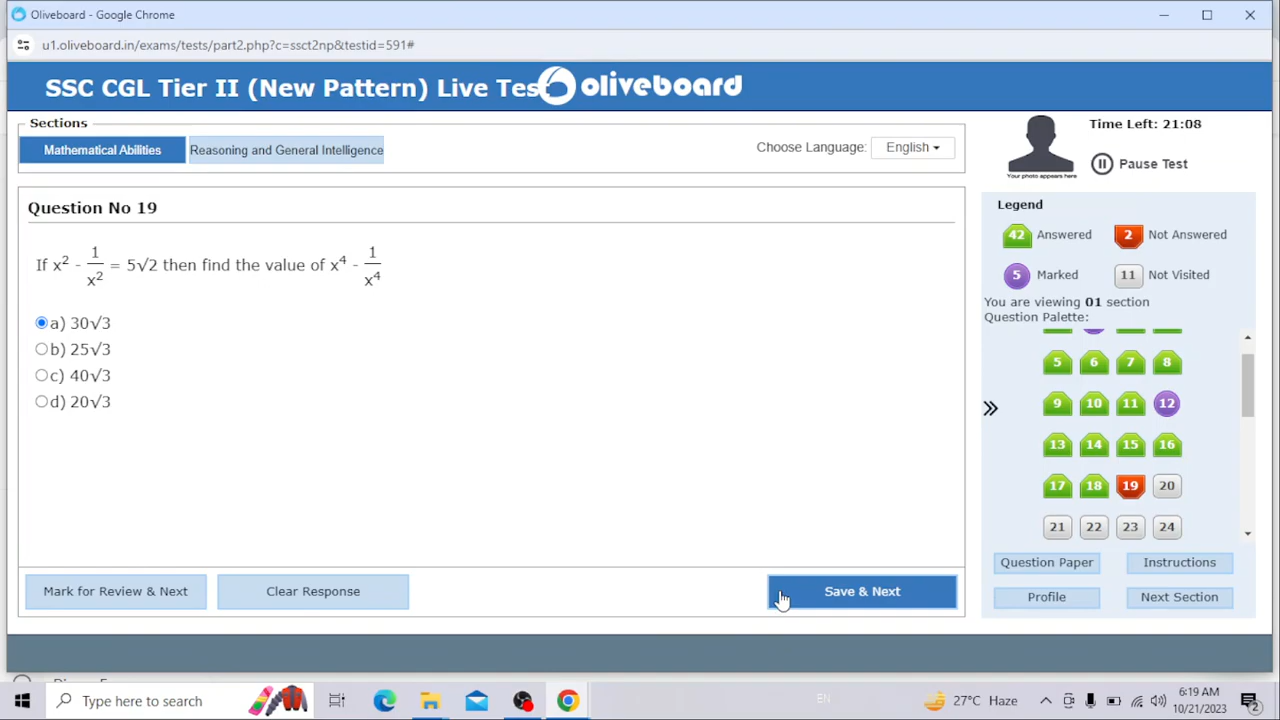 Oliveboard - Google Chrome
u1.oliveboard.in/exams/tests/part2.php?c=ssct2np&testid=591#
SSC CGL Tier II (New Pattern) Live Tes
oliveboard
Sections
Mathematical Abilities
Reasoning and General Intelligence
Choose Language:
English
Time Left: 21:08
Your photo appears here
Pause Test
Question No 19
If x² - 1/x² = 5√2 then find the value of x⁴ - 1/x⁴
a) 30√3
b) 25√3
c) 40√3
d) 20√3
Legend
42 Answered
2 Not Answered
5 Marked
11 Not Visited
You are viewing 01 section
Question Palette:
5 6 7 8
9 10 11 12
13 14 15 16
17 18 19 20
21 22 23 24
Mark for Review & Next
Clear Response
Save & Next
Question Paper
Instructions
Profile
Next Section
Type here to search
EN
27°C Haze
6:19 AM
10/21/2023
2